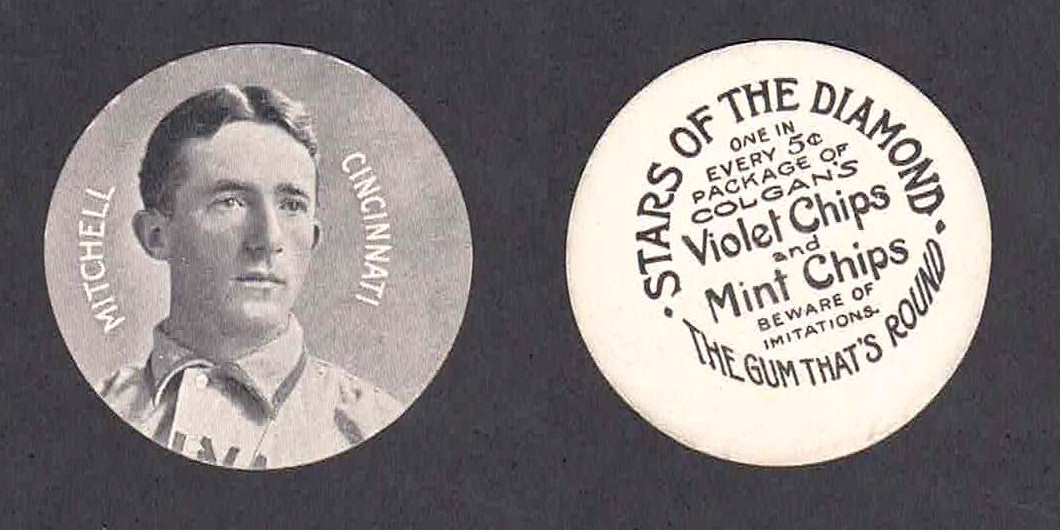 MITCHELL
CINCINNATI
• STARS OF THE DIAMOND •
ONE IN
EVERY 5¢
PACKAGE OF
COLGAN'S
Violet Chips
and
Mint Chips
BEWARE OF
IMITATIONS.
THE GUM THAT'S ROUND